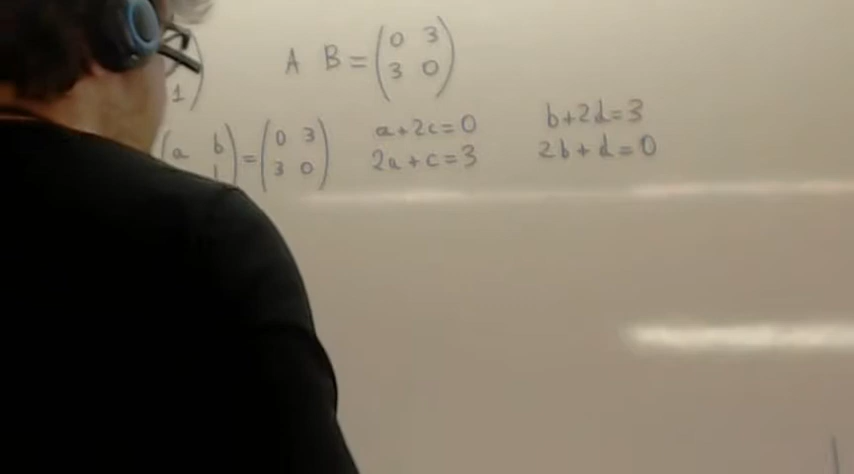 A B = (0 3
3 0)
1)
(a b) = (0 3
3 0)
a+2c=0
2a+c=3
b+2d=3
2b+d=0